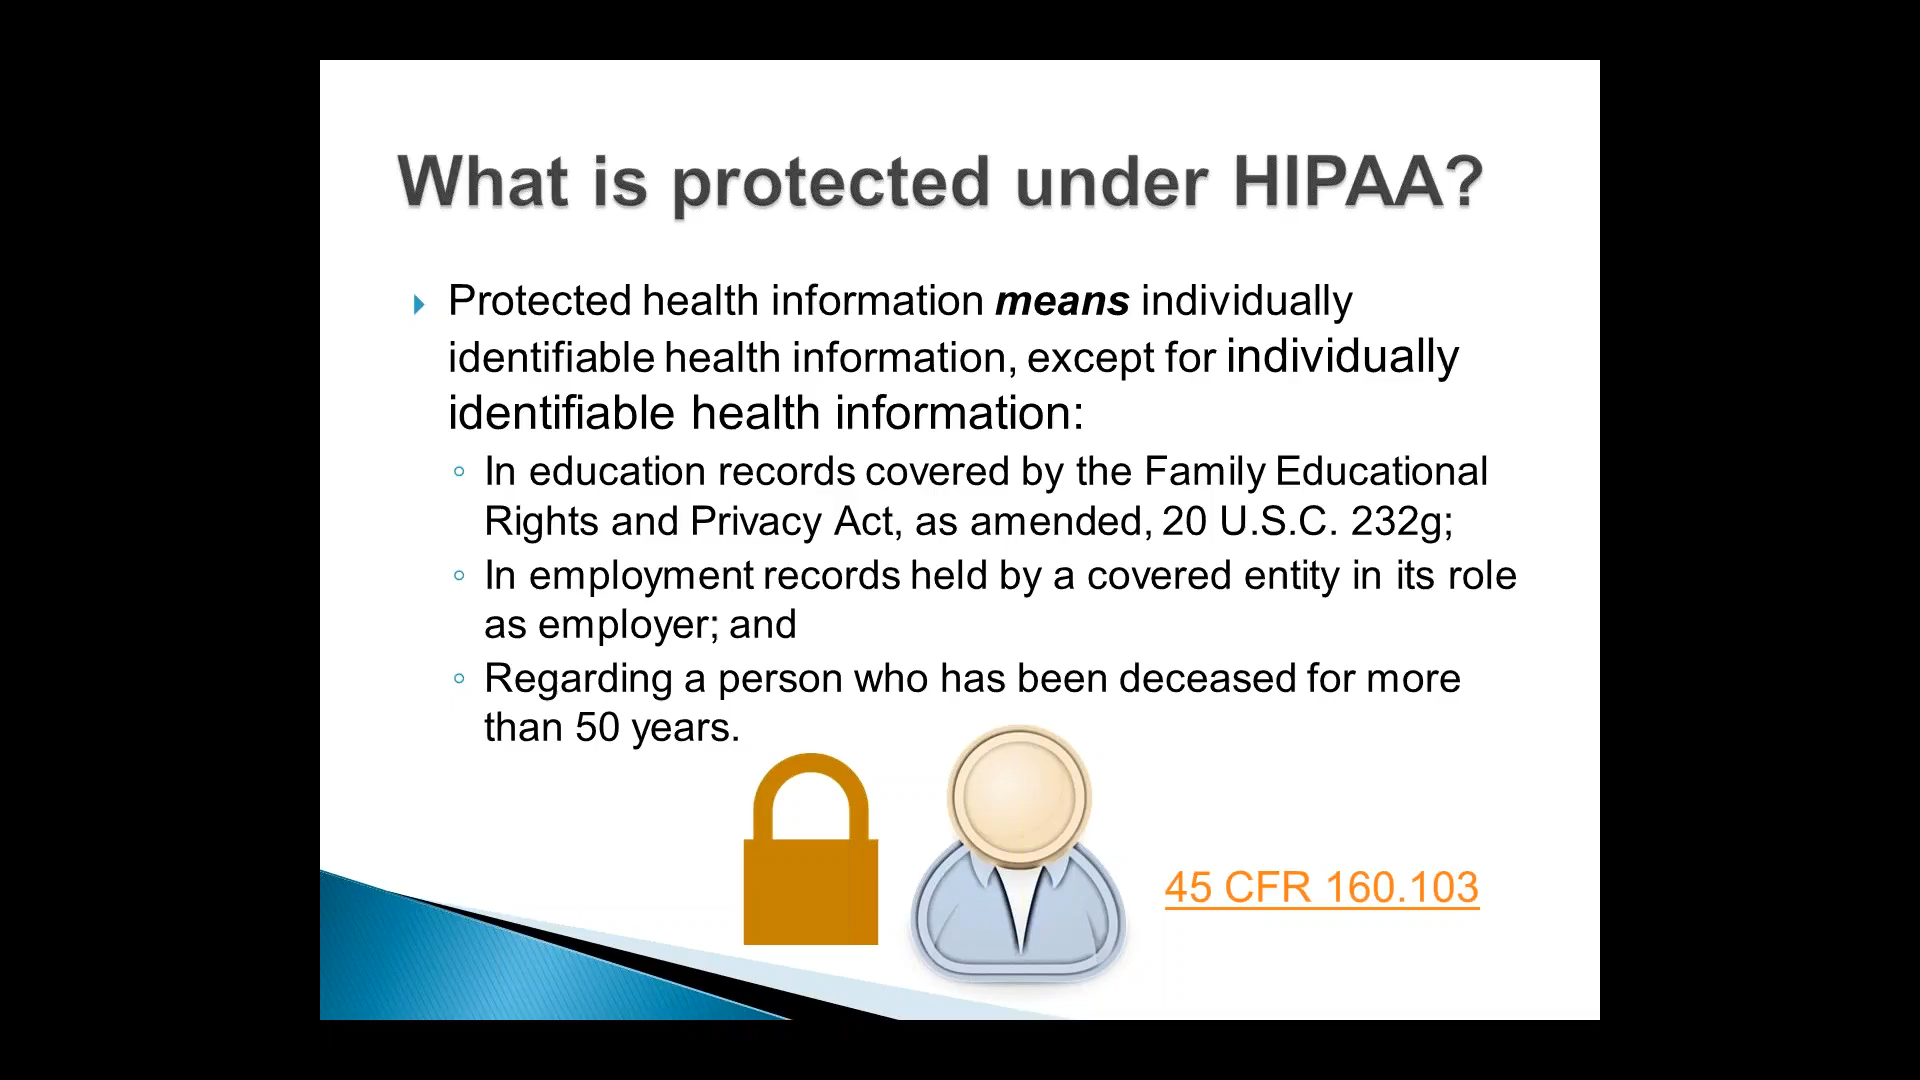 What is protected under HIPAA?
Protected health information means individually
identifiable health information, except for individually
identifiable health information:
In education records covered by the Family Educational
Rights and Privacy Act, as amended, 20 U.S.C. 232g;
In employment records held by a covered entity in its role
as employer; and
Regarding a person who has been deceased for more
than 50 years.
45 CFR 160.103